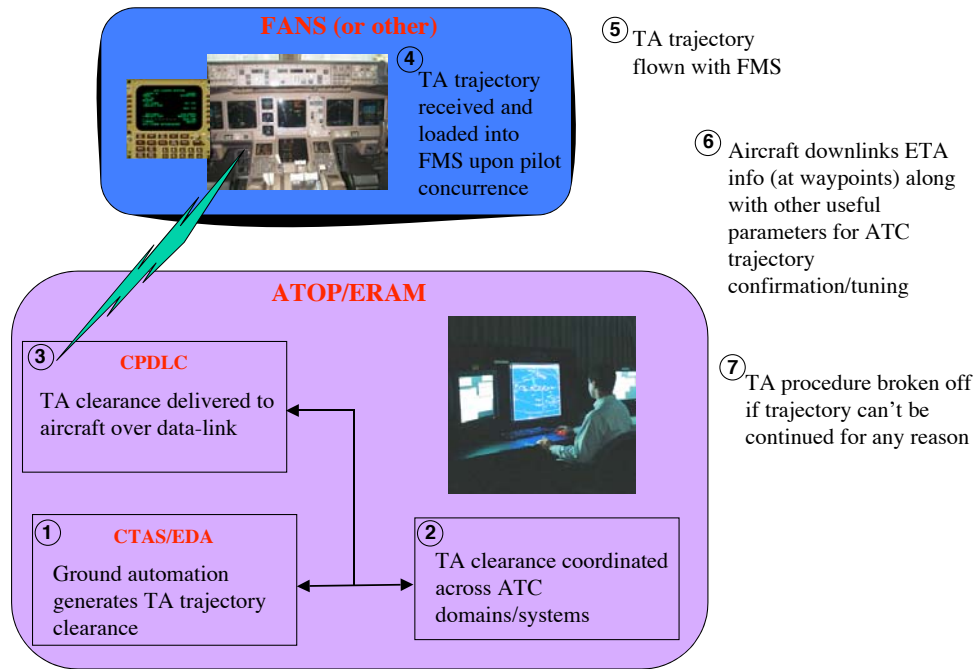 FANS (or other)
4
TA trajectory
received and
loaded into
FMS upon pilot
concurrence
5
TA trajectory
flown with FMS
6
Aircraft downlinks ETA
info (at waypoints) along
with other useful
parameters for ATC
trajectory
confirmation/tuning
7
TA procedure broken off
if trajectory can't be
continued for any reason
ATOP/ERAM
3
CPDLC
TA clearance delivered to
aircraft over data-link
1
CTAS/EDA
Ground automation
generates TA trajectory
clearance
2
TA clearance coordinated
across ATC
domains/systems